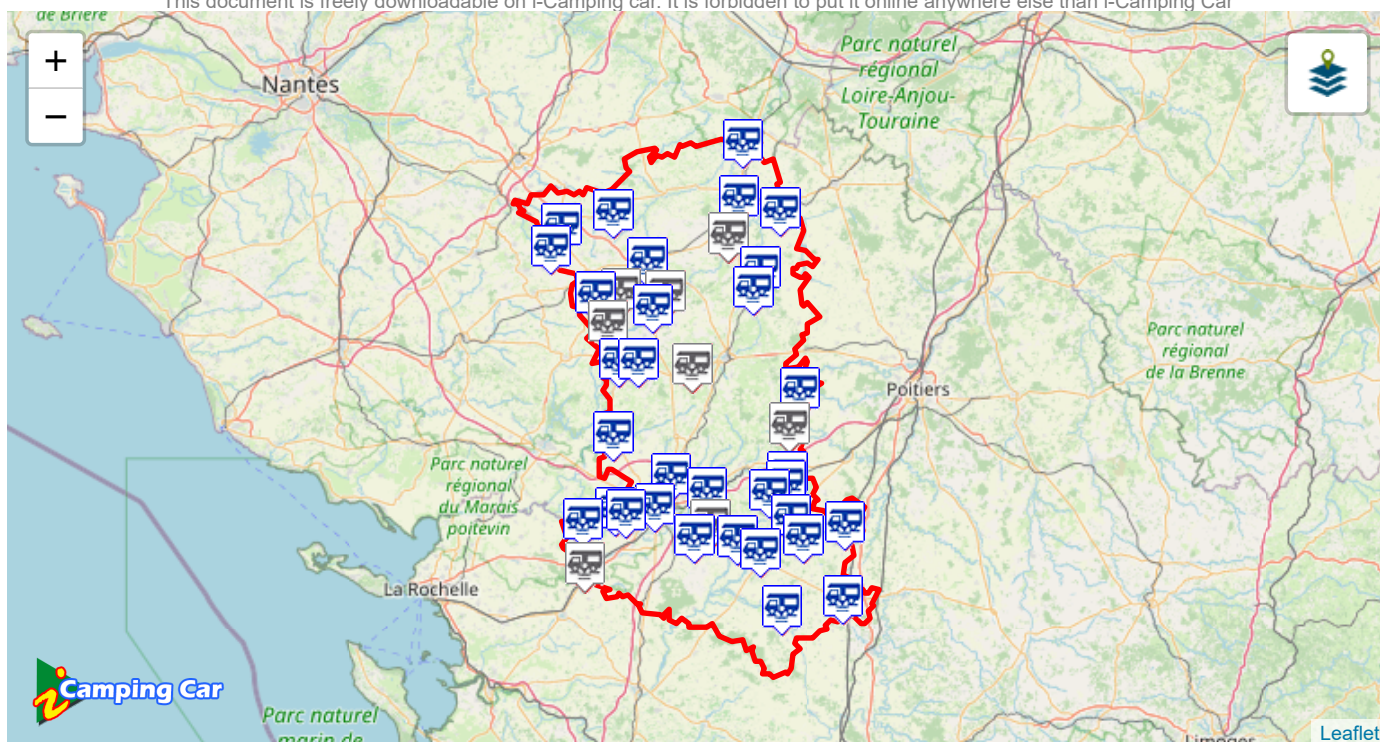 This document is freely downloadable on i-Camping car. It is forbidden to put it online anywhere else than i-Camping Car
de Brière
+
−
Nantes
Parc naturel
régional
Loire-Anjou-
Touraine
Parc naturel
régional
de la Brenne
Poitiers
Parc naturel
régional
du Marais
poitevin
La Rochelle
i Camping Car
Parc naturel
marin de
Limoges
Leaflet